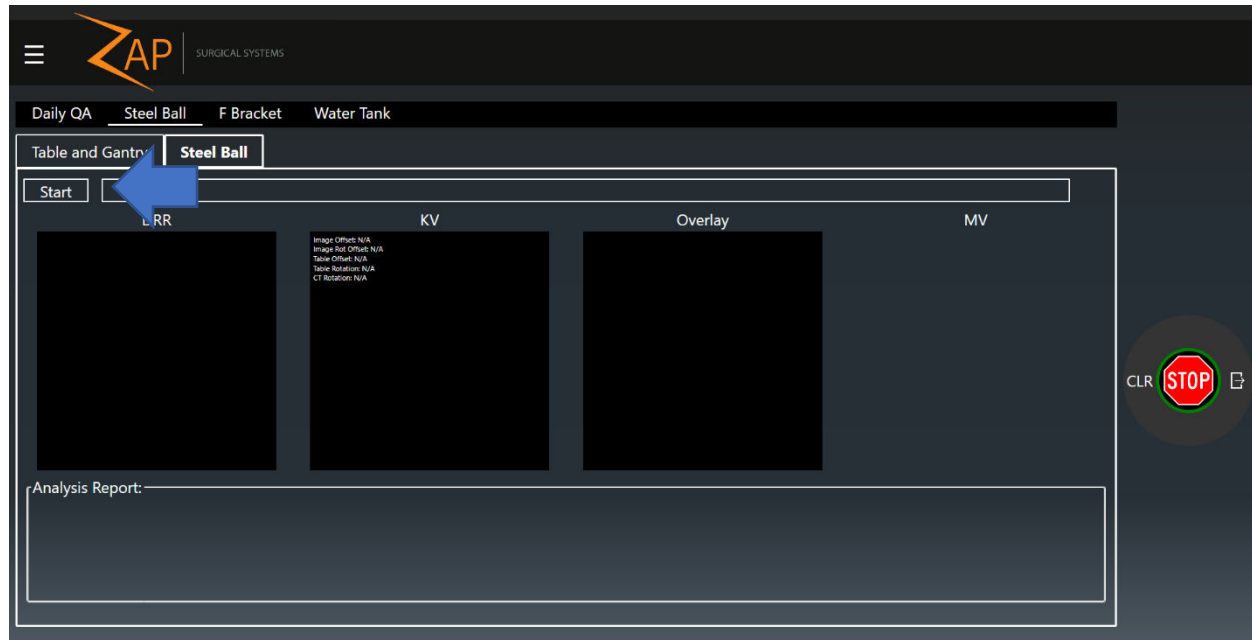 ZAP SURGICAL SYSTEMS
Daily QA Steel Ball F Bracket Water Tank
Table and Steel Ball
Start
KV Overlay MV
Image Offset: N/A
Image Rot Offset: N/A
Table Offset: N/A
Table Rotation: N/A
CT Rotation: N/A
CLR STOP
Analysis Report: